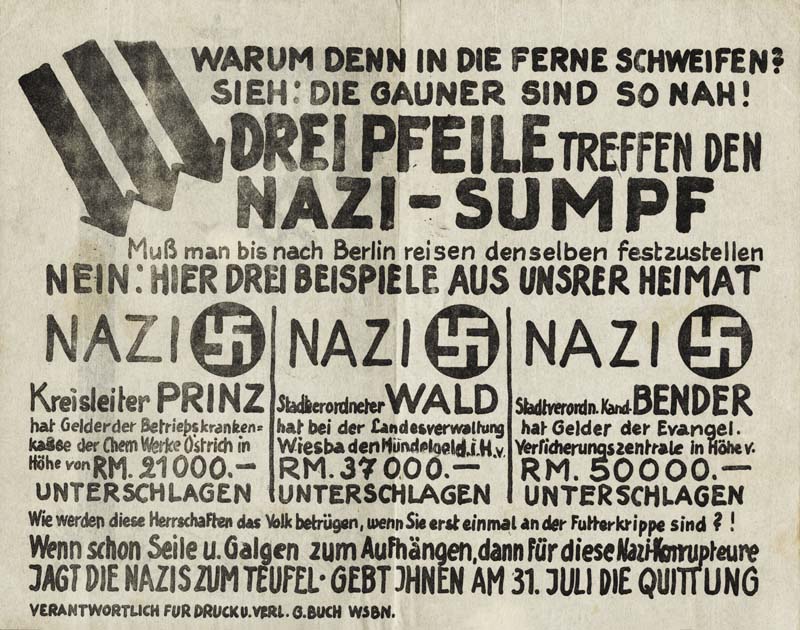 WARUM DENN IN DIE FERNE SCHWEIFEN?
SIEH: DIE GAUNER SIND SO NAH!
DREI PFEILE TREFFEN DEN
NAZI-SUMPF
Muß man bis nach Berlin reisen denselben festzustellen
NEIN: HIER DREI BEISPIELE AUS UNSRER HEIMAT
NAZI
Kreisleiter PRINZ
hat Gelder der Betriebskranken=
kasse der Chem Werke Östrich in
Höhe von RM. 21000.—
UNTERSCHLAGEN
NAZI
Stadtverordneter WALD
hat bei der Landesverwaltung
Wiesbaden Mündelgeld.i.H.v.
RM. 37000.—
UNTERSCHLAGEN
NAZI
Stadtverordn. Kand. BENDER
hat Gelder der Evangel.
Versicherungszentrale in Höhe v.
RM. 50000.—
UNTERSCHLAGEN
Wie werden diese Herrschaften das Volk betrügen, wenn Sie erst einmal an der Futterkrippe sind?!
Wenn schon Seile u. Galgen zum Aufhängen, dann für diese Nazi-Korrupteure
JAGT DIE NAZIS ZUM TEUFEL· GEBT JHNEN AM 31. JULI DIE QUITTUNG
VERANTWORTLICH FÜR DRUCK U. VERL. G. BUCH WSBN.